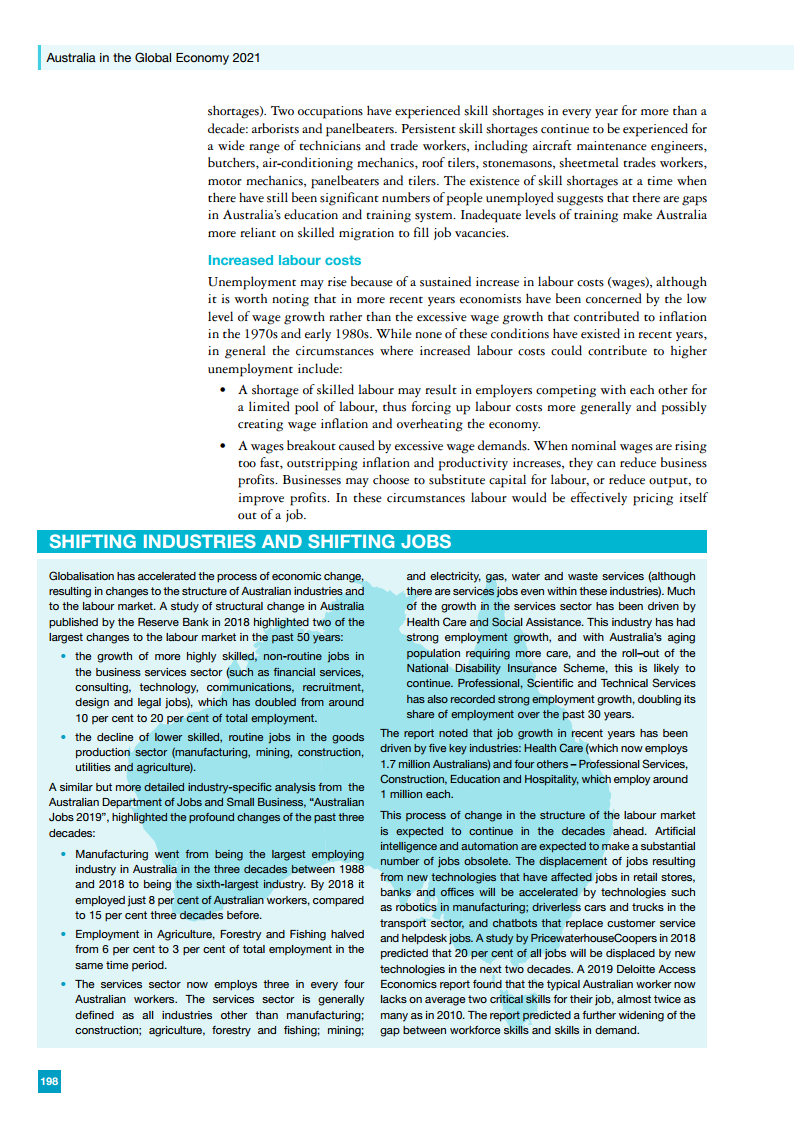 Australia in the Global Economy 2021
shortages). Two occupations have experienced skill shortages in every year for more than a
decade: arborists and panelbeaters. Persistent skill shortages continue to be experienced for
a wide range of technicians and trade workers, including aircraft maintenance engineers,
butchers, air-conditioning mechanics, roof tilers, stonemasons, sheetmetal trades workers,
motor mechanics, panelbeaters and tilers. The existence of skill shortages at a time when
there have still been significant numbers of people unemployed suggests that there are gaps
in Australia's education and training system. Inadequate levels of training make Australia
more reliant on skilled migration to fill job vacancies.
Increased labour costs
Unemployment may rise because of a sustained increase in labour costs (wages), although
it is worth noting that in more recent years economists have been concerned by the low
level of wage growth rather than the excessive wage growth that contributed to inflation
in the 1970s and early 1980s. While none of these conditions have existed in recent years,
in general the circumstances where increased labour costs could contribute to higher
unemployment include:
• A shortage of skilled labour may result in employers competing with each other for
a limited pool of labour, thus forcing up labour costs more generally and possibly
creating wage inflation and overheating the economy.
• A wages breakout caused by excessive wage demands. When nominal wages are rising
too fast, outstripping inflation and productivity increases, they can reduce business
profits. Businesses may choose to substitute capital for labour, or reduce output, to
improve profits. In these circumstances labour would be effectively pricing itself
out of a job.
SHIFTING INDUSTRIES AND SHIFTING JOBS
Globalisation has accelerated the process of economic change,
resulting in changes to the structure of Australian industries and
to the labour market. A study of structural change in Australia
published by the Reserve Bank in 2018 highlighted two of the
largest changes to the labour market in the past 50 years:
• the growth of more highly skilled, non-routine jobs in
the business services sector (such as financial services,
consulting, technology, communications, recruitment,
design and legal jobs), which has doubled from around
10 per cent to 20 per cent of total employment.
• the decline of lower skilled, routine jobs in the goods
production sector (manufacturing, mining, construction,
utilities and agriculture).
A similar but more detailed industry-specific analysis from the
Australian Department of Jobs and Small Business, "Australian
Jobs 2019", highlighted the profound changes of the past three
decades:
• Manufacturing went from being the largest employing
industry in Australia in the three decades between 1988
and 2018 to being the sixth-largest industry. By 2018 it
employed just 8 per cent of Australian workers, compared
to 15 per cent three decades before.
• Employment in Agriculture, Forestry and Fishing halved
from 6 per cent to 3 per cent of total employment in the
same time period.
• The services sector now employs three in every four
Australian workers. The services sector is generally
defined as all industries other than manufacturing;
construction; agriculture, forestry and fishing; mining;
and electricity, gas, water and waste services (although
there are services jobs even within these industries). Much
of the growth in the services sector has been driven by
Health Care and Social Assistance. This industry has had
strong employment growth, and with Australia's aging
population requiring more care, and the roll–out of the
National Disability Insurance Scheme, this is likely to
continue. Professional, Scientific and Technical Services
has also recorded strong employment growth, doubling its
share of employment over the past 30 years.
The report noted that job growth in recent years has been
driven by five key industries: Health Care (which now employs
1.7 million Australians) and four others – Professional Services,
Construction, Education and Hospitality, which employ around
1 million each.
This process of change in the structure of the labour market
is expected to continue in the decades ahead. Artificial
intelligence and automation are expected to make a substantial
number of jobs obsolete. The displacement of jobs resulting
from new technologies that have affected jobs in retail stores,
banks and offices will be accelerated by technologies such
as robotics in manufacturing; driverless cars and trucks in the
transport sector, and chatbots that replace customer service
and helpdesk jobs. A study by PricewaterhouseCoopers in 2018
predicted that 20 per cent of all jobs will be displaced by new
technologies in the next two decades. A 2019 Deloitte Access
Economics report found that the typical Australian worker now
lacks on average two critical skills for their job, almost twice as
many as in 2010. The report predicted a further widening of the
gap between workforce skills and skills in demand.
198